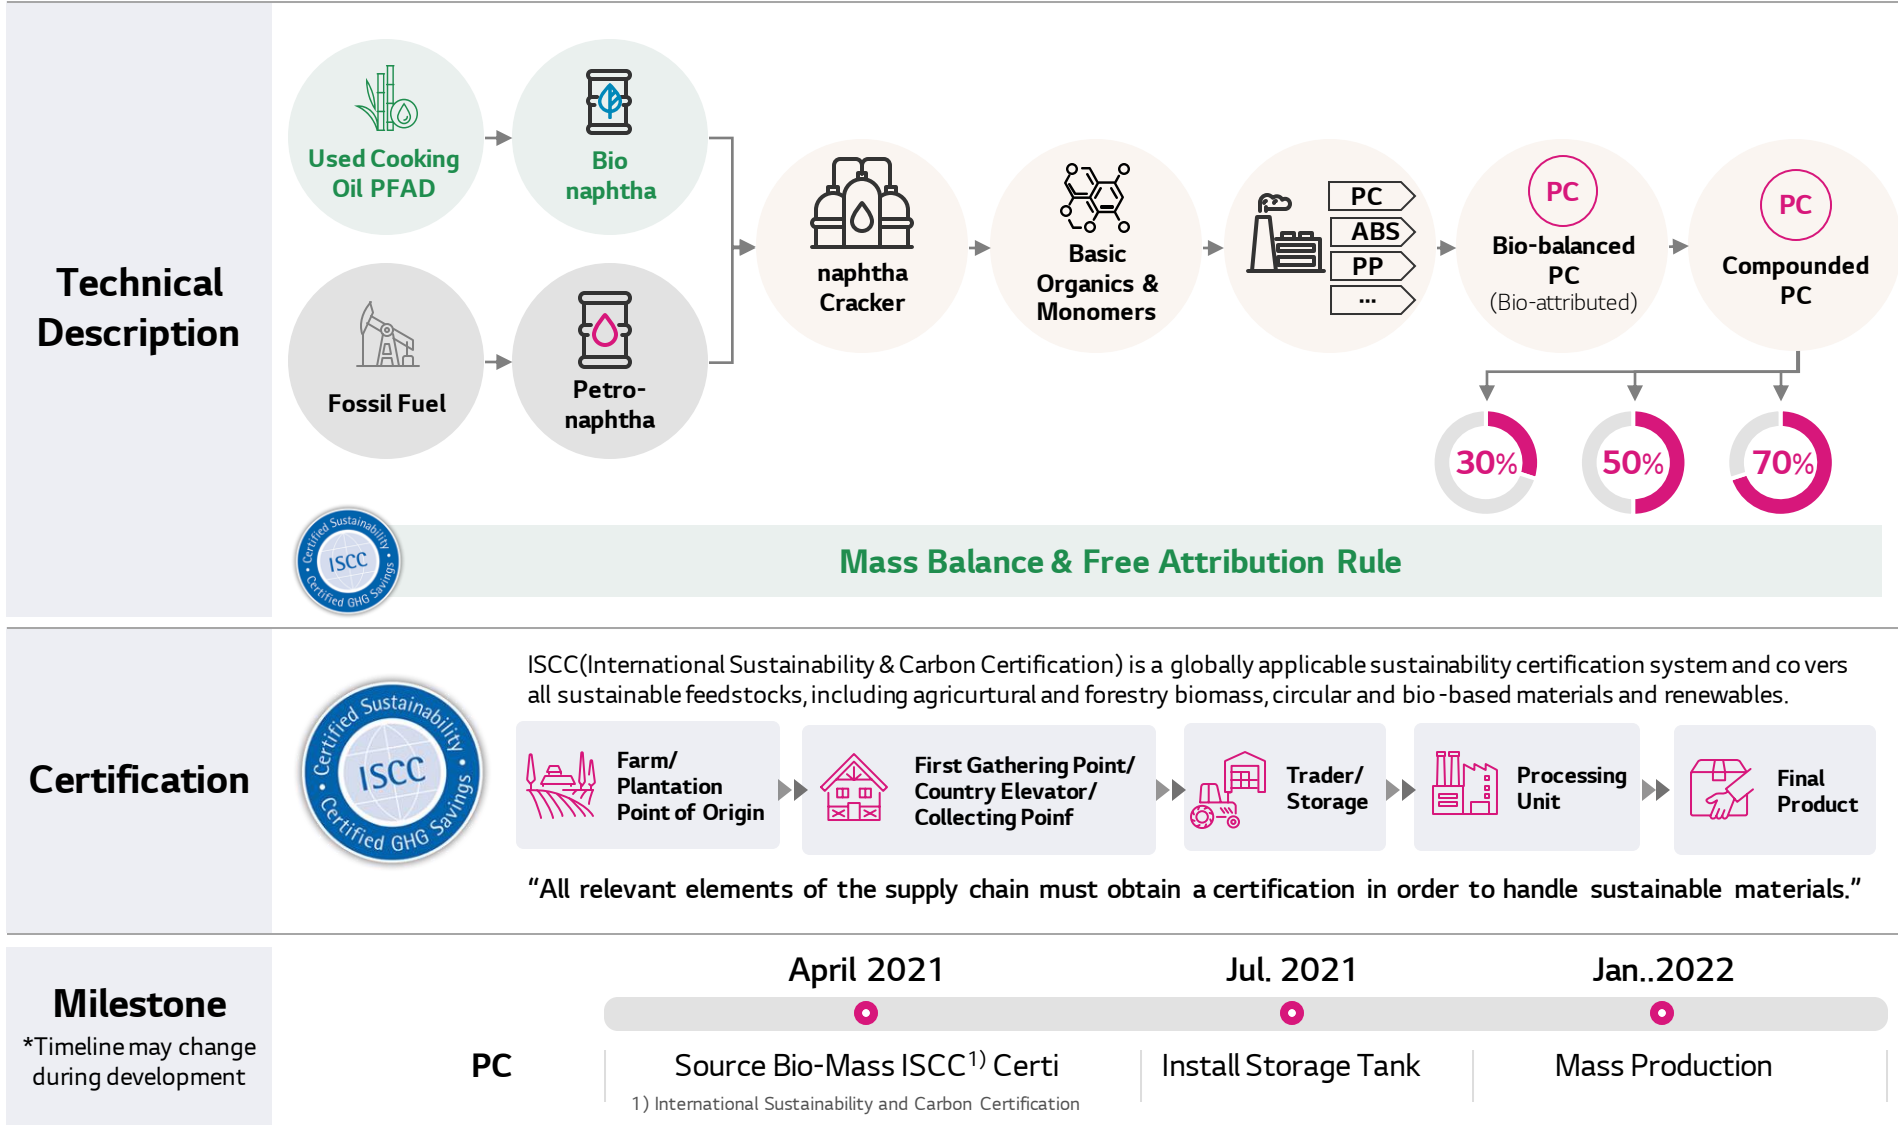 Technical
Description
Used Cooking
Oil PFAD
Bio
naphtha
Fossil Fuel
Petro-
naphtha
naphtha
Cracker
Basic
Organics &
Monomers
PC
ABS
PP
...
PC
Bio-balanced
PC
(Bio-attributed)
PC
Compounded
PC
30%
50%
70%
Certified Sustainability
ISCC
Certified GHG Savings
Mass Balance & Free Attribution Rule
Certification
Certified Sustainability
ISCC
Certified GHG Savings
ISCC(International Sustainability & Carbon Certification) is a globally applicable sustainability certification system and covers
all sustainable feedstocks, including agricurtural and forestry biomass, circular and bio-based materials and renewables.
Farm/
Plantation
Point of Origin
First Gathering Point/
Country Elevator/
Collecting Poinf
Trader/
Storage
Processing
Unit
Final
Product
“All relevant elements of the supply chain must obtain a certification in order to handle sustainable materials.”
Milestone
*Timeline may change
during development
April 2021
Jul. 2021
Jan..2022
PC
Source Bio-Mass ISCC1) Certi
Install Storage Tank
Mass Production
1) International Sustainability and Carbon Certification